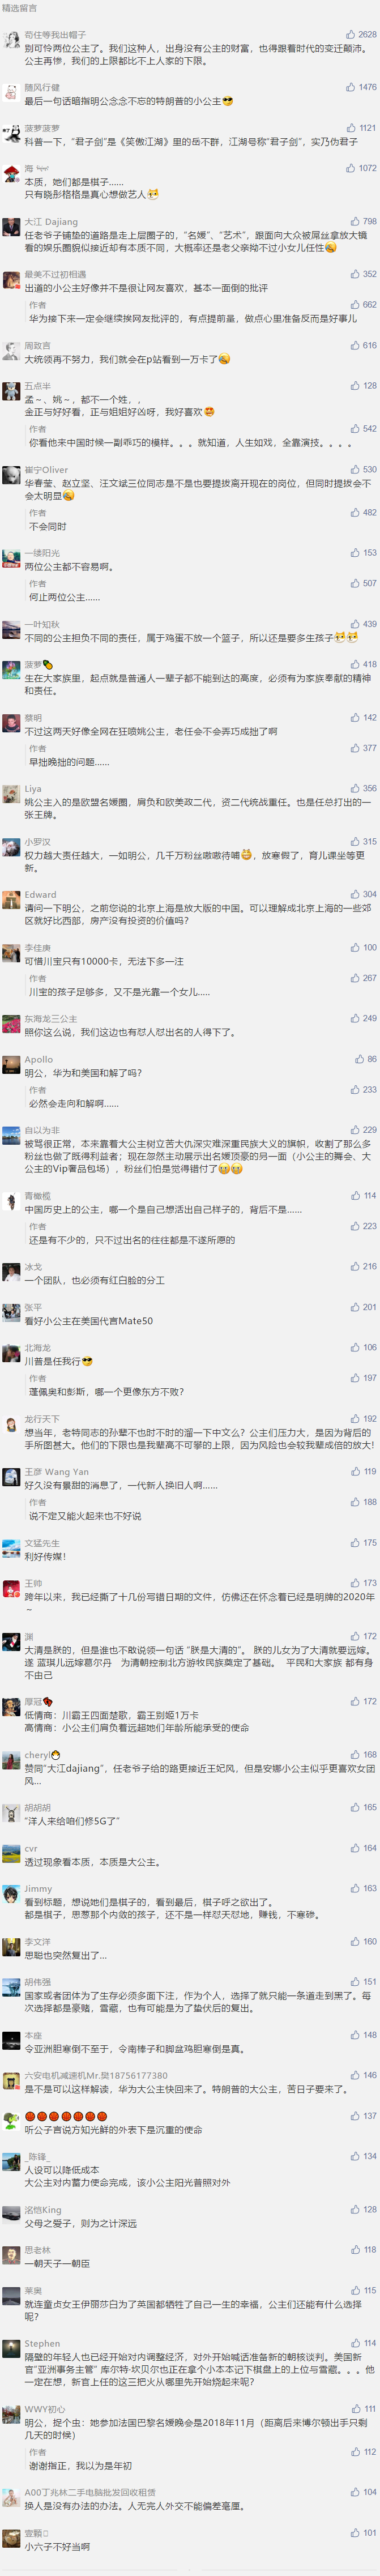 精选留言
荀住等我出帽子
2628
别可怜两位公主了。我们这种人，出身没有公主的财富，也得跟着时代的变迁颠沛。
公主再惨，我们的上限都比不上人家的下限。
随风行健
1476
最后一句话暗指明公念念不忘的特朗普的小公主😎
菠萝菠萝
1121
科普一下，“君子剑”是《笑傲江湖》里的岳不群，江湖号称“君子剑”，实乃伪君子
海
1072
本质，她们都是棋子……
只有晓彤格格是真心想做艺人
大江 Dajiang
798
任老爷子铺垫的道路是走上层圈子的，“名媛”、“艺术”，跟面向大众被屌丝拿放大镜
看的娱乐圈貌似接近却有本质不同，大概率还是老父亲拗不过小女儿任性
最美不过初相遇
352
出道的小公主好像并不是很让网友喜欢，基本一面倒的批评
作者
662
华为接下来一定会继续挨网友批评的，有点提前量，做点心里准备反而是好事儿
周致言
616
大统领再不努力，我们就会在p站看到一万卡了
五点半
128
孟～、姚～，都不一个姓，，
金正与好好看，正与姐姐好凶呀，我好喜欢🤩
作者
542
你看他来中国时候一副乖巧的模样。。。就知道，人生如戏，全靠演技。。。。
崔宁Oliver
530
华春莹、赵立坚、汪文斌三位同志是不是也要提拔离开现在的岗位，但同时提拔会不
会太明显
作者
482
不会同时
一缕阳光
153
两位公主都不容易啊。
作者
507
何止两位公主……
一叶知秋
439
不同的公主担负不同的责任，属于鸡蛋不放一个篮子，所以还是要多生孩子
菠萝🍍
418
生在大家族里，起点就是普通人一辈子都不能到达的高度，必须有为家族奉献的精神
和责任。
蔡明
142
不过这两天好像全网在狂喷姚公主，老任会不会弄巧成拙了啊
作者
377
早拙晚拙的问题……
Liya
356
姚公主入的是欧盟名媛圈，肩负和欧美政二代，资二代统战重任。也是任总打出的一
张王牌。
小罗汉
315
权力越大责任越大，一如明公，几千万粉丝嗷嗷待哺，放寒假了，育儿课坐等更
新。
Edward
304
请问一下明公，之前您说的北京上海是放大版的中国。可以理解成北京上海的一些郊
区就好比西部，房产没有投资的价值吗？
李佳庚
100
可惜川宝只有10000卡，无法下多一注
作者
267
川宝的孩子足够多，又不是光靠一个女儿…..
东海龙三公主
249
照你这么说，我们这边也有怼人怼出名的人得下了。
Apollo
86
明公，华为和美国和解了吗？
作者
233
必然会走向和解啊……
自以为非
229
被骂很正常，本来靠着大公主树立苦大仇深灾难深重民族大义的旗帜，收割了那么多
粉丝也做了既得利益者；现在忽然主动展示出名媛顶豪的另一面（小公主的舞会、大
公主的Vip奢品包场），粉丝们怕是觉得错付了
青橄榄
114
中国历史上的公主，哪一个是自己想活出自己样子的，背后不是……
作者
223
还是有不少的，只不过出名的往往都是不遂所愿的
冰戈
216
一个团队，也必须有红白脸的分工
张平
201
看好小公主在美国代言Mate50
北海龙
106
川普是任我行😎
作者
197
蓬佩奥和彭斯，哪一个更像东方不败？
龙行天下
192
想当年，老特同志的孙辈不也时不时的溜一下中文么？公主们压力大，是因为背后的
手所图甚大。他们的下限也是我辈高不可攀的上限，因为风险也会较我辈成倍的放大！
王彦 Wang Yan
119
好久没有景甜的消息了，一代新人换旧人啊……
作者
188
说不定又能火起来也不好说
文猛先生
175
利好传媒！
王帅
173
跨年以来，我已经撕了十几份写错日期的文件，仿佛还在怀念着已经是明牌的2020年
～
渊
172
大清是朕的，但是谁也不敢说领一句话 “朕是大清的”。 朕的儿女为了大清就要远嫁。
遂 蓝琪儿远嫁葛尔丹 为清朝控制北方游牧民族奠定了基础。 平民和大家族 都有身
不由己
厚冠
172
低情商：川霸王四面楚歌，霸王别姬1万卡
高情商：小公主们肩负着远超她们年龄所能承受的使命
cheryl
168
赞同“大江dajiang”，任老爷子给的路更接近王妃风，但是安娜小公主似乎更喜欢女团
风…
胡胡胡
165
“洋人来给咱们修5G了”
cvr
164
透过现象看本质，本质是大公主。
Jimmy
163
看到标题，想说她们是棋子的，看到最后，棋子呼之欲出了。
都是棋子，思葱那个内敛的孩子，还不是一样怼天怼地，赚钱，不寒碜。
李文洋
160
思聪也突然复出了…
胡伟强
151
国家或者团体为了生存必须多面下注，作为个人，选择了就只能一条道走到黑了。每
次选择都是豪赌，雪藏，也有可能是为了蛰伏后的复出。
本座
148
令亚洲胆寒倒不至于，令南棒子和脚盆鸡胆寒倒是真。
六安电机减速机Mr.樊18756177380
146
是不是可以这样解读，华为大公主快回来了。特朗普的大公主，苦日子要来了。
137
听公子言说方知光鲜的外表下是沉重的使命
_陈锋_
134
人设可以降低成本
大公主对内蓄力使命完成，该小公主阳光普照对外
洺恺King
128
父母之爱子，则为之计深远
思老林
118
一朝天子一朝臣
莱奥
115
就连童贞女王伊丽莎白为了英国都牺牲了自己一生的幸福，公主们还能有什么选择
呢？
Stephen
114
隔壁的年轻人也已经开始对内调整经济，对外开始喊话准备新的朝核谈判。美国新
官“亚洲事务主管” 库尔特·坎贝尔也正在拿个小本本记下棋盘上的上位与雪藏。。。他
一定在想，新官上任的这三把火从哪里先开始烧起来呢？
WWY初心
111
明公，捉个虫：她参加法国巴黎名媛晚会是2018年11月（距离后来博尔顿出手只剩
几天的时候）
作者
112
谢谢指正，我以为是年初
A00丁兆林二手电脑批发回收租赁
104
换人是没有办法的办法。人无完人外交不能偏差毫厘。
壹颗
101
小六子不好当啊